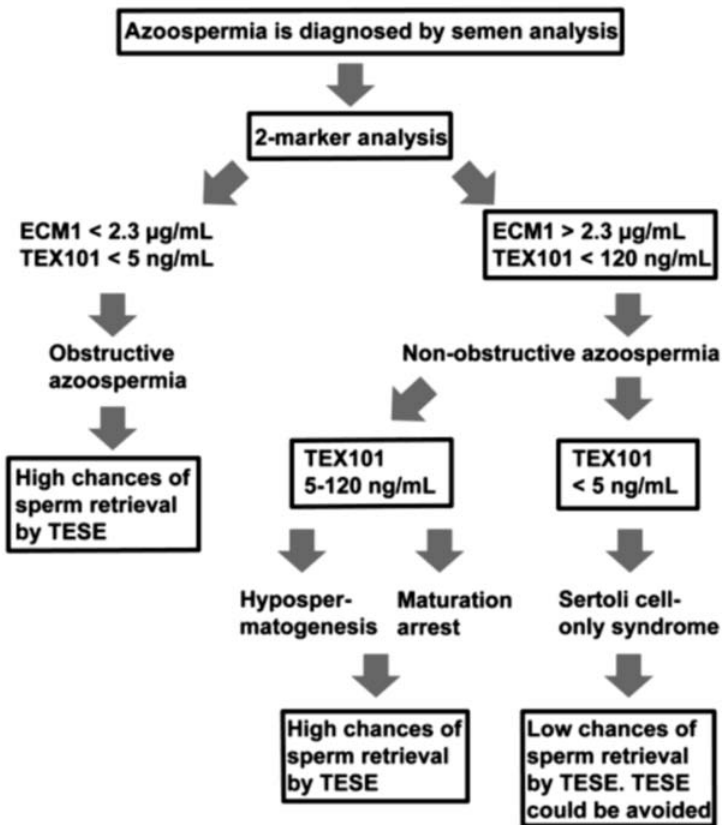 Azoospermia is diagnosed by semen analysis
2-marker analysis
ECM1 < 2.3 µg/mL
TEX101 < 5 ng/mL
ECM1 > 2.3 µg/mL
TEX101 < 120 ng/mL
Obstructive
azoospermia
Non-obstructive azoospermia
High chances of
sperm retrieval
by TESE
TEX101
5-120 ng/mL
TEX101
< 5 ng/mL
Hyposper-
matogenesis
Maturation
arrest
Sertoli cell-
only syndrome
High chances of
sperm retrieval
by TESE
Low chances of
sperm retrieval
by TESE. TESE
could be avoided